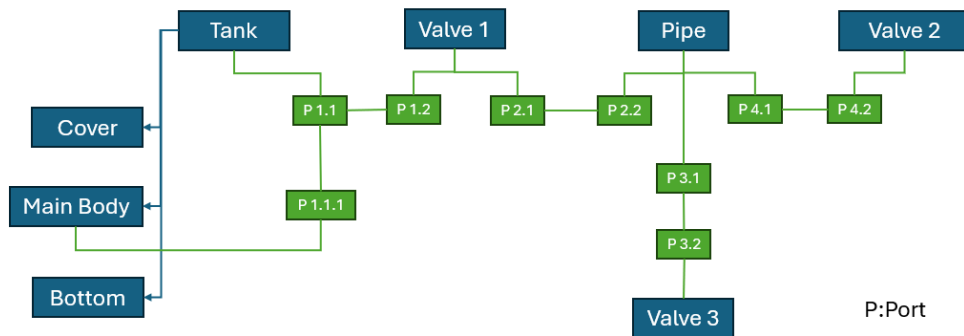 Tank
Valve 1
Pipe
Valve 2
P 1.1
P 1.2
P 2.1
P 2.2
P 4.1
P 4.2
Cover
P 3.1
Main Body
P 1.1.1
P 3.2
Bottom
Valve 3
P:Port